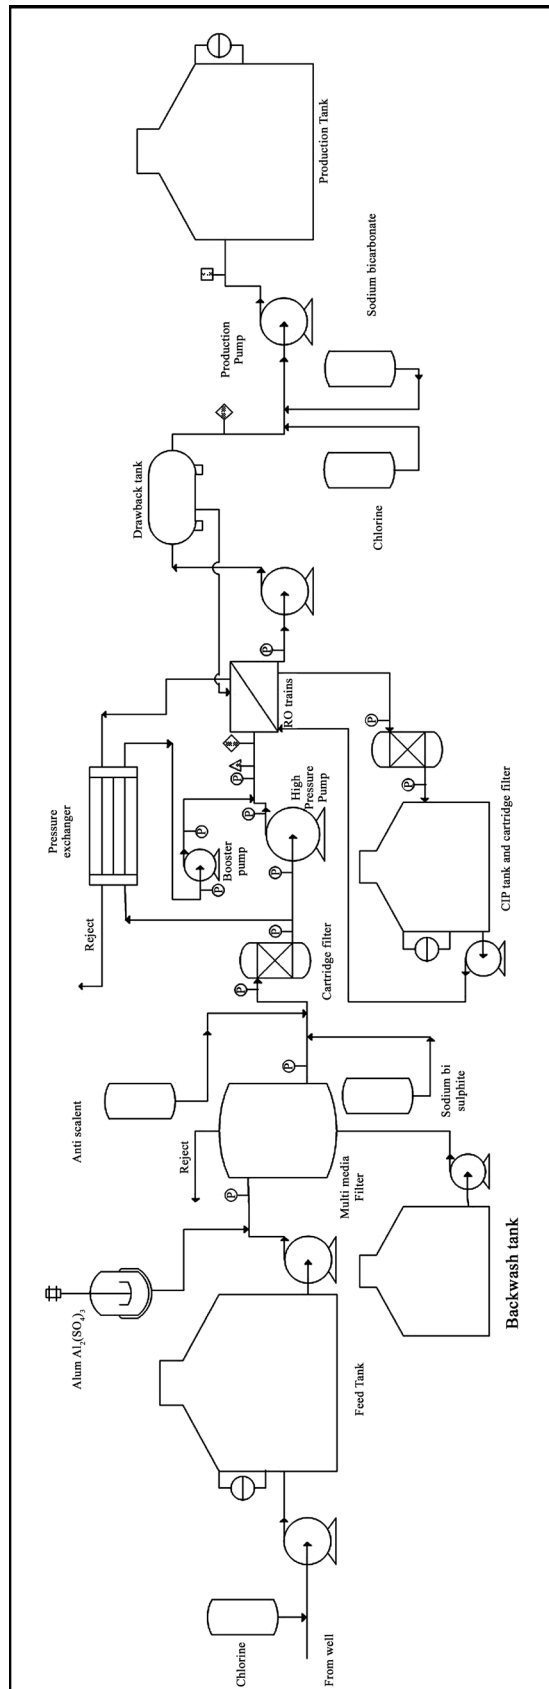 Chlorine
From well
Feed Tank
Alum Al₂(SO₄)₃
Reject
Multi media
Filter
Backwash tank
Anti scalent
Sodium bi
sulphite
P
P
P
Cartridge filter
P
Reject
Pressure
exchanger
P
P
Booster
pump
P
P
P
High
Pressure
Pump
RO trains
P
P
P
CIP tank and cartridge filter
Drawback tank
Chlorine
Sodium bicarbonate
Production
Pump
Production Tank